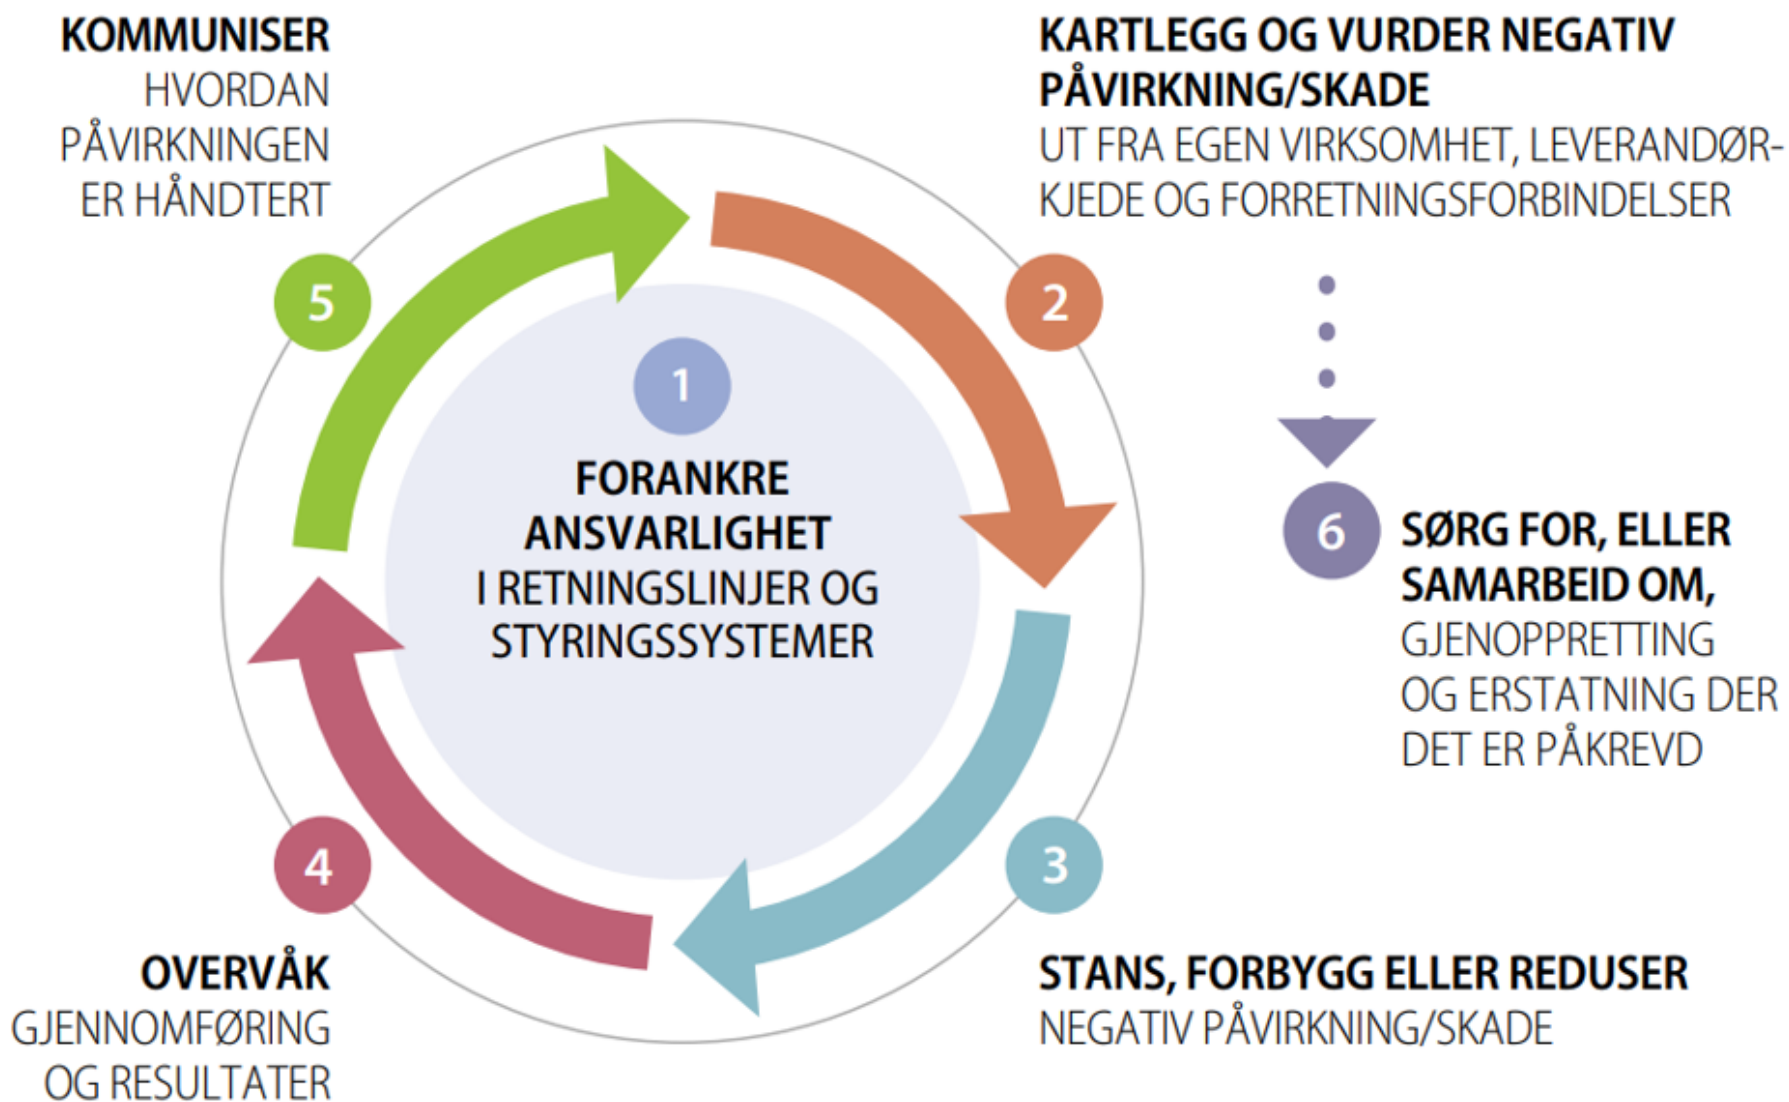 1
FORANKRE
ANSVARLIGHET
I RETNINGSLINJER OG
STYRINGSSYSTEMER
KARTLEGG OG VURDER NEGATIV
PÅVIRKNING/SKADE
UT FRA EGEN VIRKSOMHET, LEVERANDØR-
KJEDE OG FORRETNINGSFORBINDELSER
2
3
STANS, FORBYGG ELLER REDUSER
NEGATIV PÅVIRKNING/SKADE
4
OVERVÅK
GJENNOMFØRING
OG RESULTATER
KOMMUNISER
HVORDAN
PÅVIRKNINGEN
ER HÅNDTERT
5
6
SØRG FOR, ELLER
SAMARBEID OM,
GJENOPPRETTING
OG ERSTATNING DER
DET ER PÅKREVD